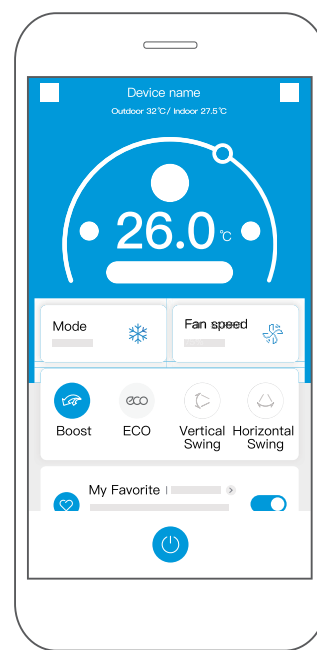 Device name
Outdoor 32℃/ Indoor 27.5℃
26.0 ℃
Mode
Fan speed
eco
Boost
ECO
Vertical Swing
Horizontal Swing
My Favorite |